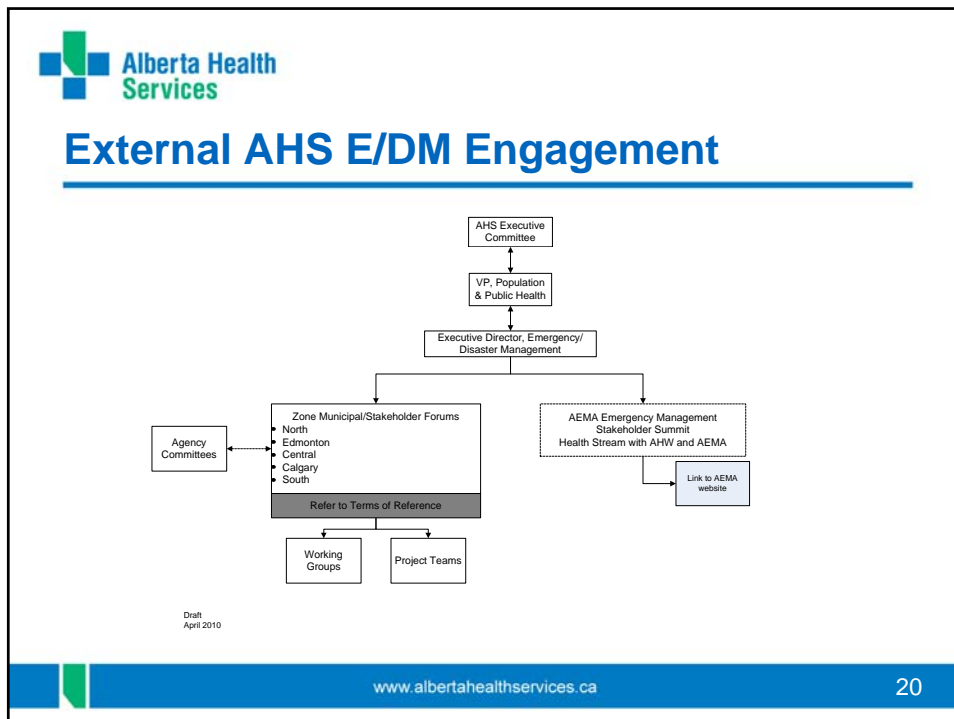 Alberta Health
Services
External AHS E/DM Engagement
AHS Executive
Committee
VP, Population
& Public Health
Executive Director, Emergency/
Disaster Management
Zone Municipal/Stakeholder Forums
• North
• Edmonton
• Central
• Calgary
• South
Refer to Terms of Reference
Agency
Committees
AEMA Emergency Management
Stakeholder Summit
Health Stream with AHW and AEMA
Link to AEMA
website
Working
Groups
Project Teams
Draft
April 2010
www.albertahealthservices.ca
20